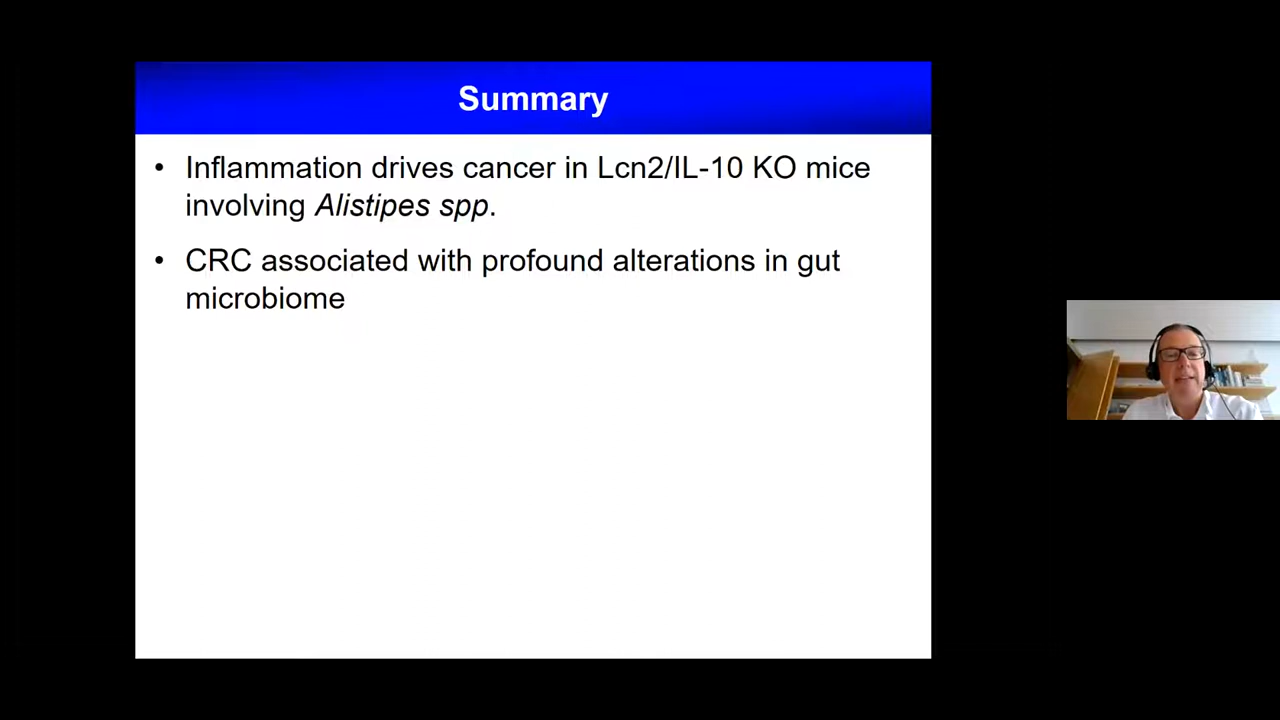 Summary
• Inflammation drives cancer in Lcn2/IL-10 KO mice
involving Alistipes spp.
• CRC associated with profound alterations in gut
microbiome